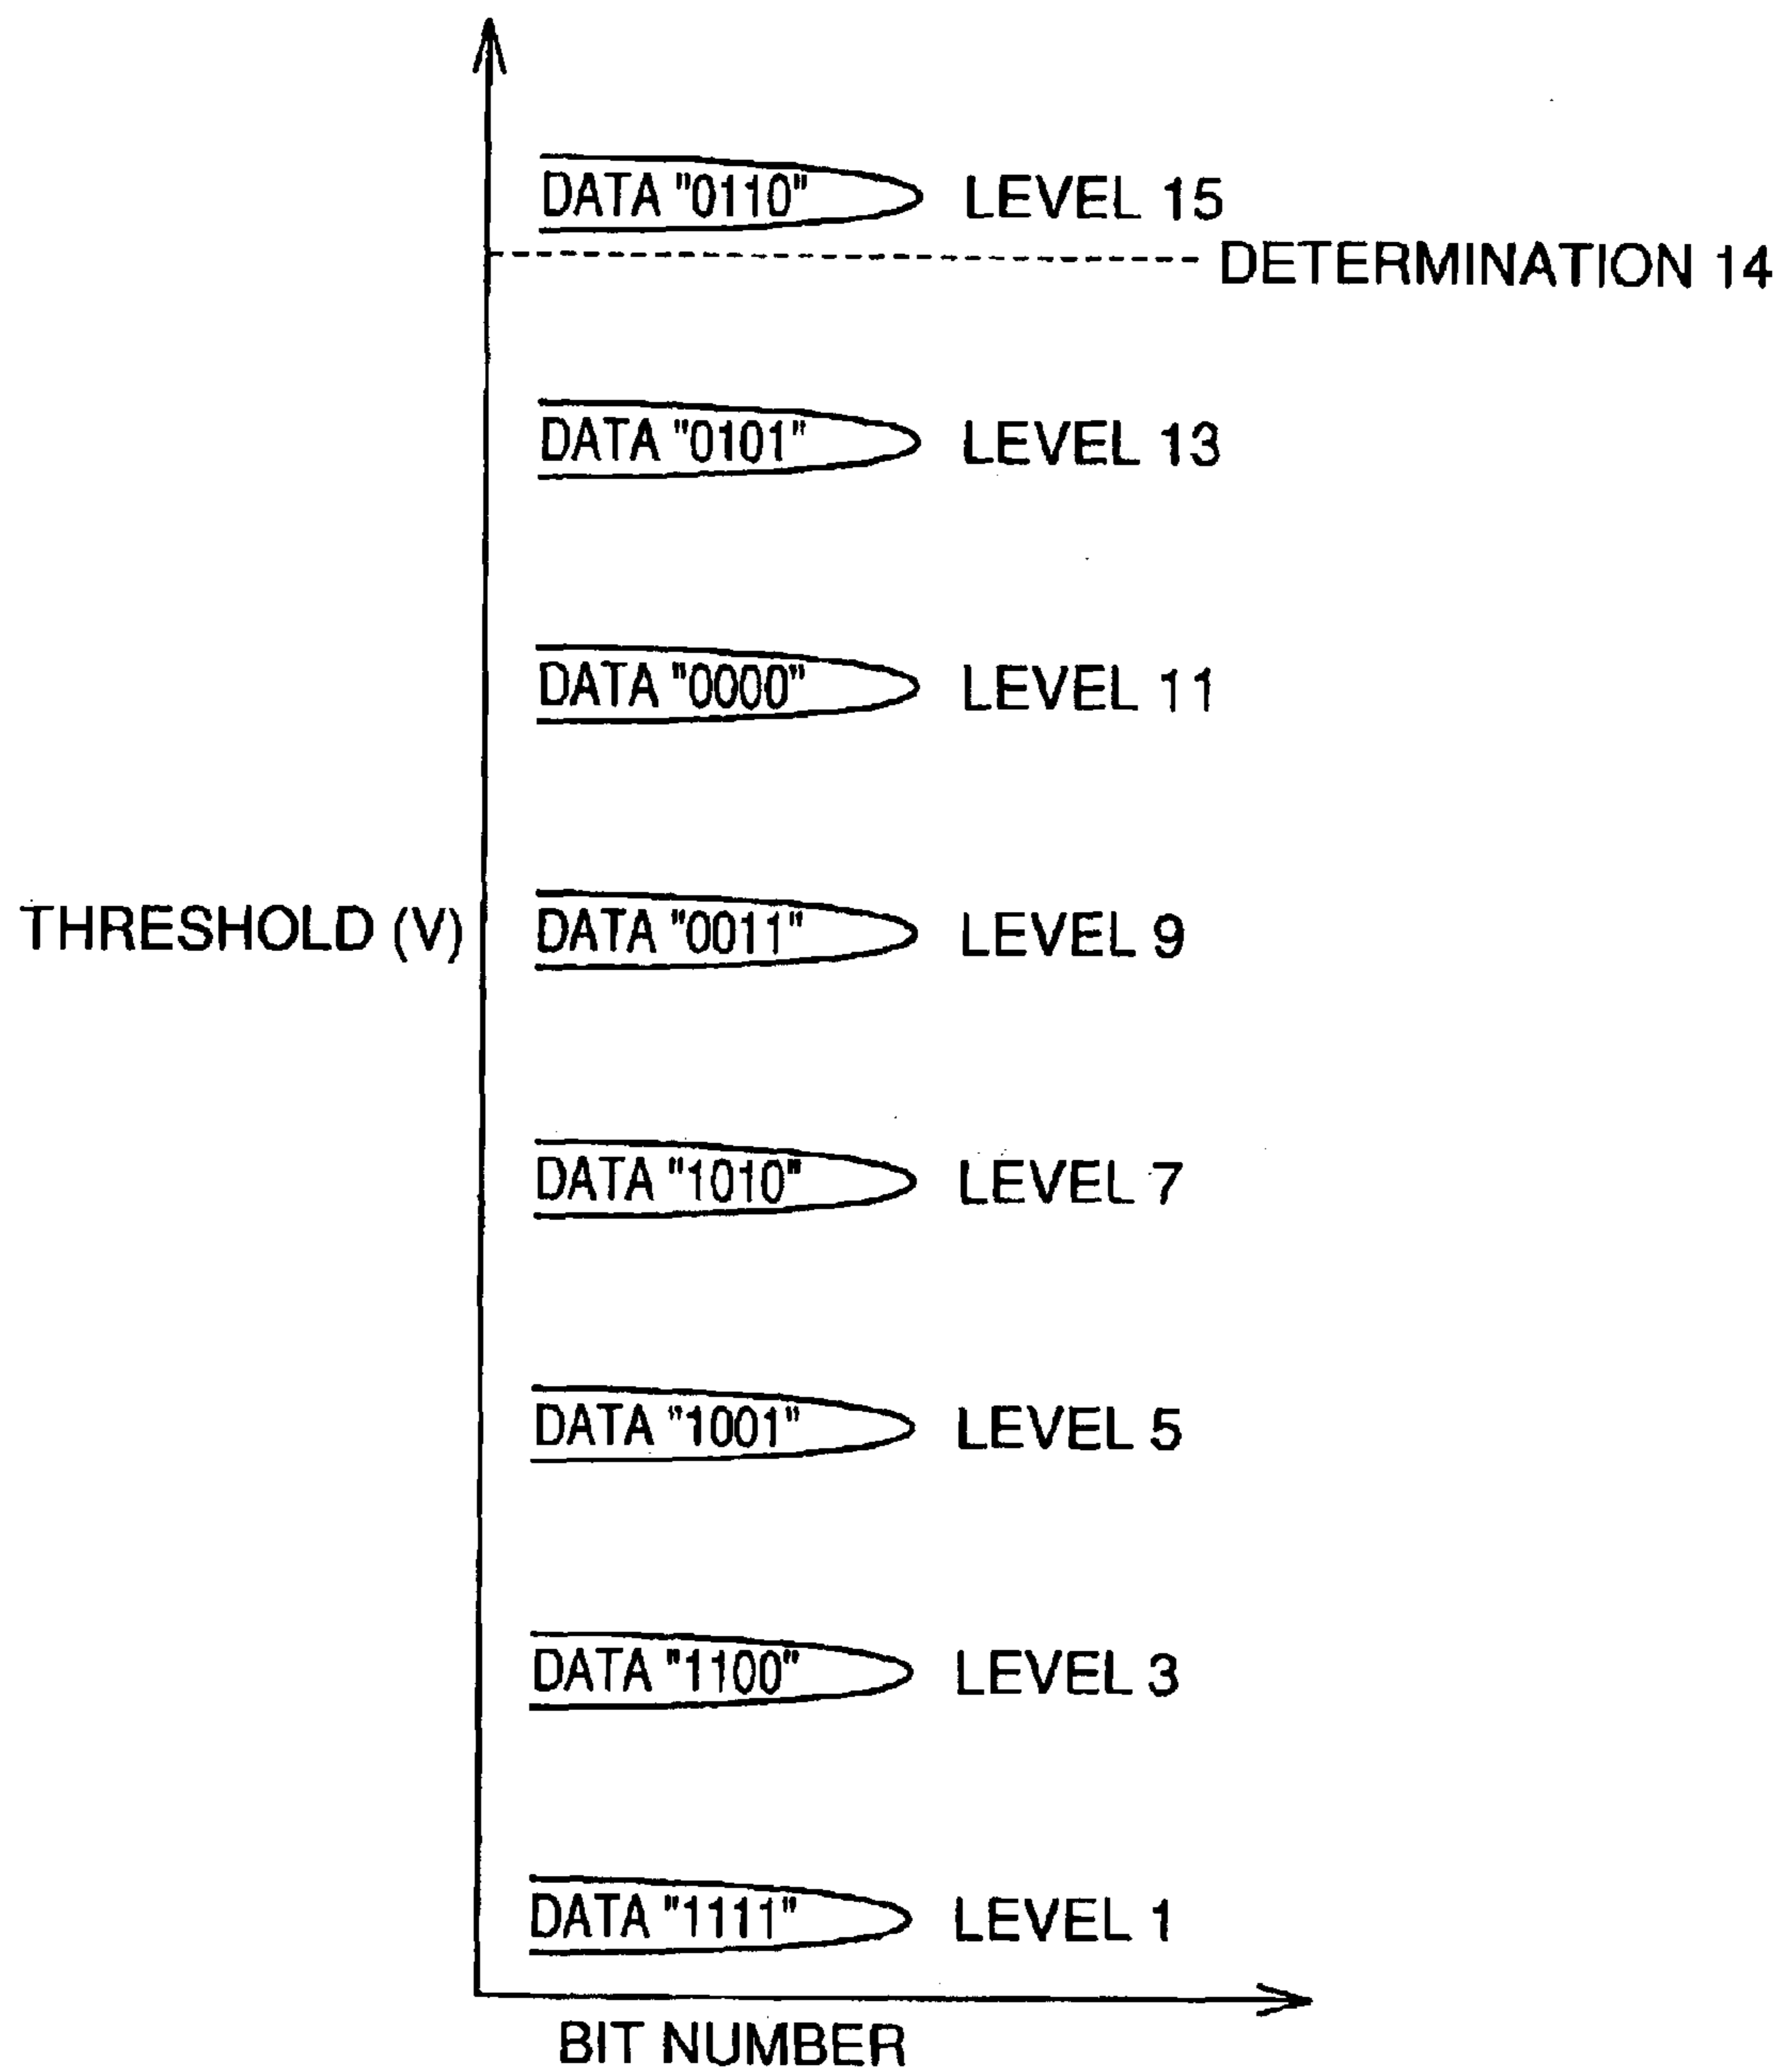 DATA "0110" LEVEL 15
DETERMINATION 14
DATA "0101" LEVEL 13
DATA "0000" LEVEL 11
THRESHOLD (V) DATA "0011" LEVEL 9
DATA "1010" LEVEL 7
DATA "1001" LEVEL 5
DATA "1100" LEVEL 3
DATA "1111" LEVEL 1
BIT NUMBER